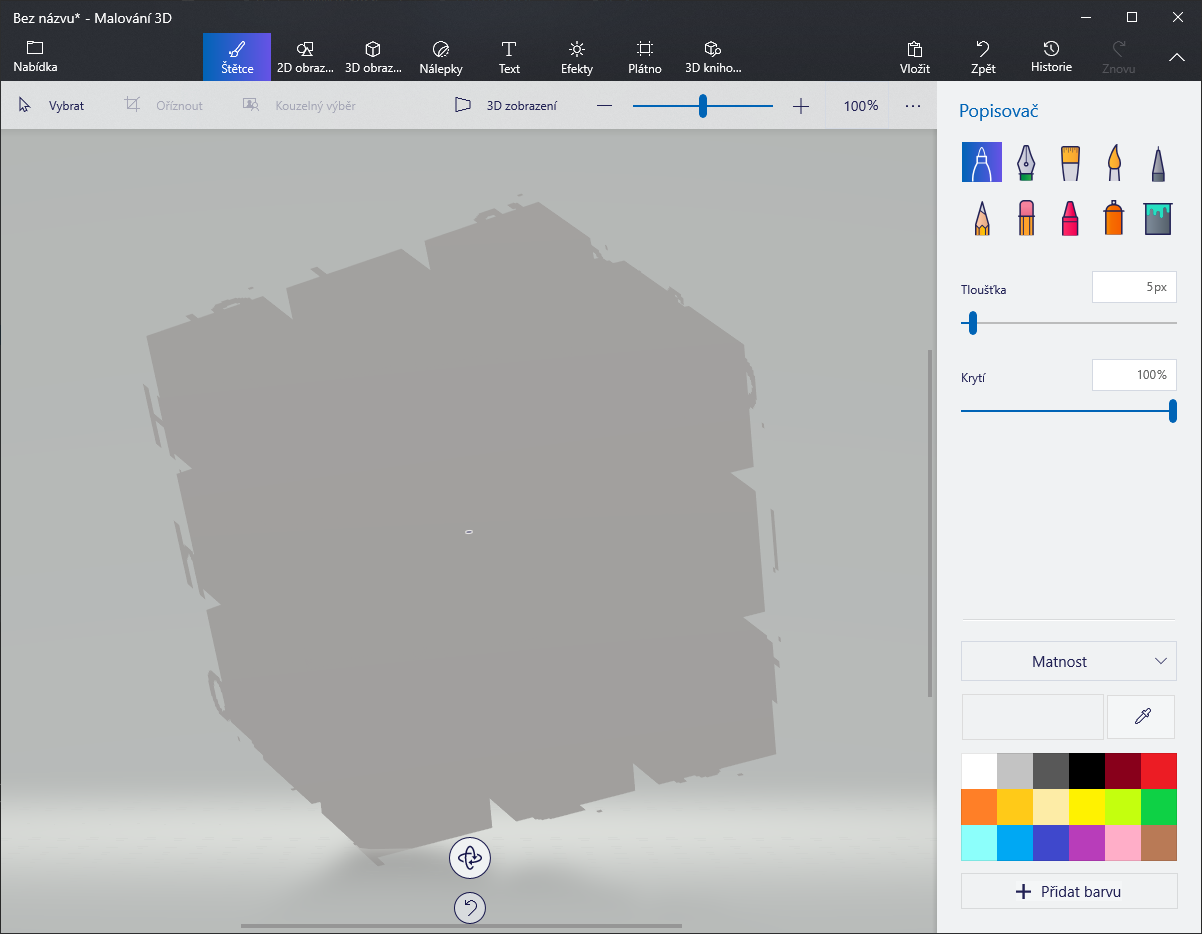 Bez názvu* - Malování 3D
Nabídka
Štětce
2D obraz...
3D obraz...
Nálepky
Text
Efekty
Plátno
3D kniho...
Vložit
Zpět
Historie
Znovu
Vybrat
Oříznout
Kouzelný výběr
3D zobrazení
100%
Popisovač
Tloušťka
5px
Krytí
100%
Matnost
Přidat barvu